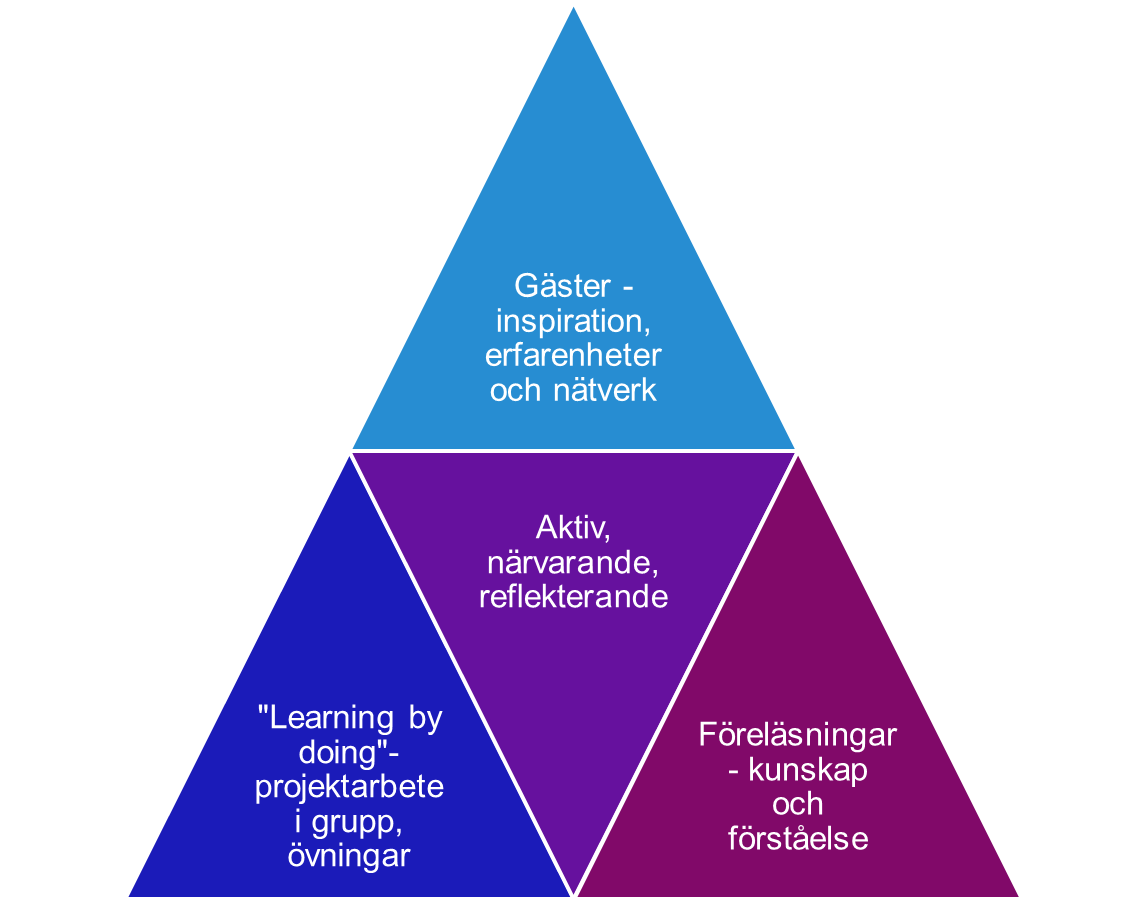 Gäster -
inspiration,
erfarenheter
och nätverk
Aktiv,
närvarande,
reflekterande
"Learning by
doing"-
projektarbete
i grupp,
övningar
Föreläsningar
- kunskap
och
förståelse